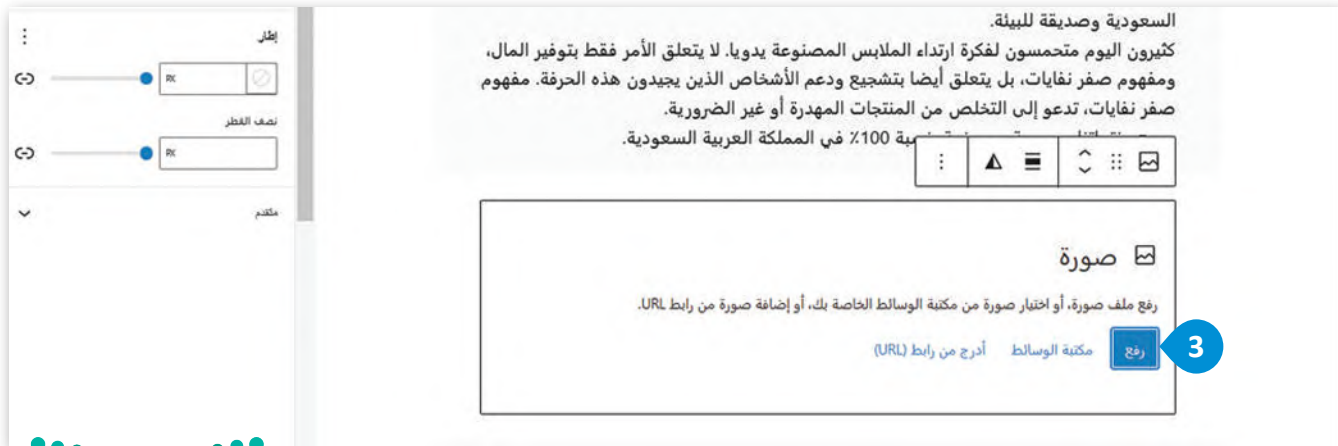 السعودية وصديقة للبيئة.
كثيرون اليوم متحمسون لفكرة ارتداء الملابس المصنوعة يدويا. لا يتعلق الأمر فقط بتوفير المال،
ومفهوم صفر نفايات، بل يتعلق أيضا بتشجيع ودعم الأشخاص الذين يجيدون هذه الحرفة. مفهوم
صفر نفايات، تدعو إلى التخلص من المنتجات المهدرة أو غير الضرورية.
100٪ في المملكة العربية السعودية.
صورة
رفع ملف صورة، أو اختيار صورة من مكتبة الوسائط الخاصة بك، أو إضافة صورة من رابط URL.
رفع مكتبة الوسائط أدرج من رابط (URL)
3
إطار
PX
نصف القطر
PX
متقدم